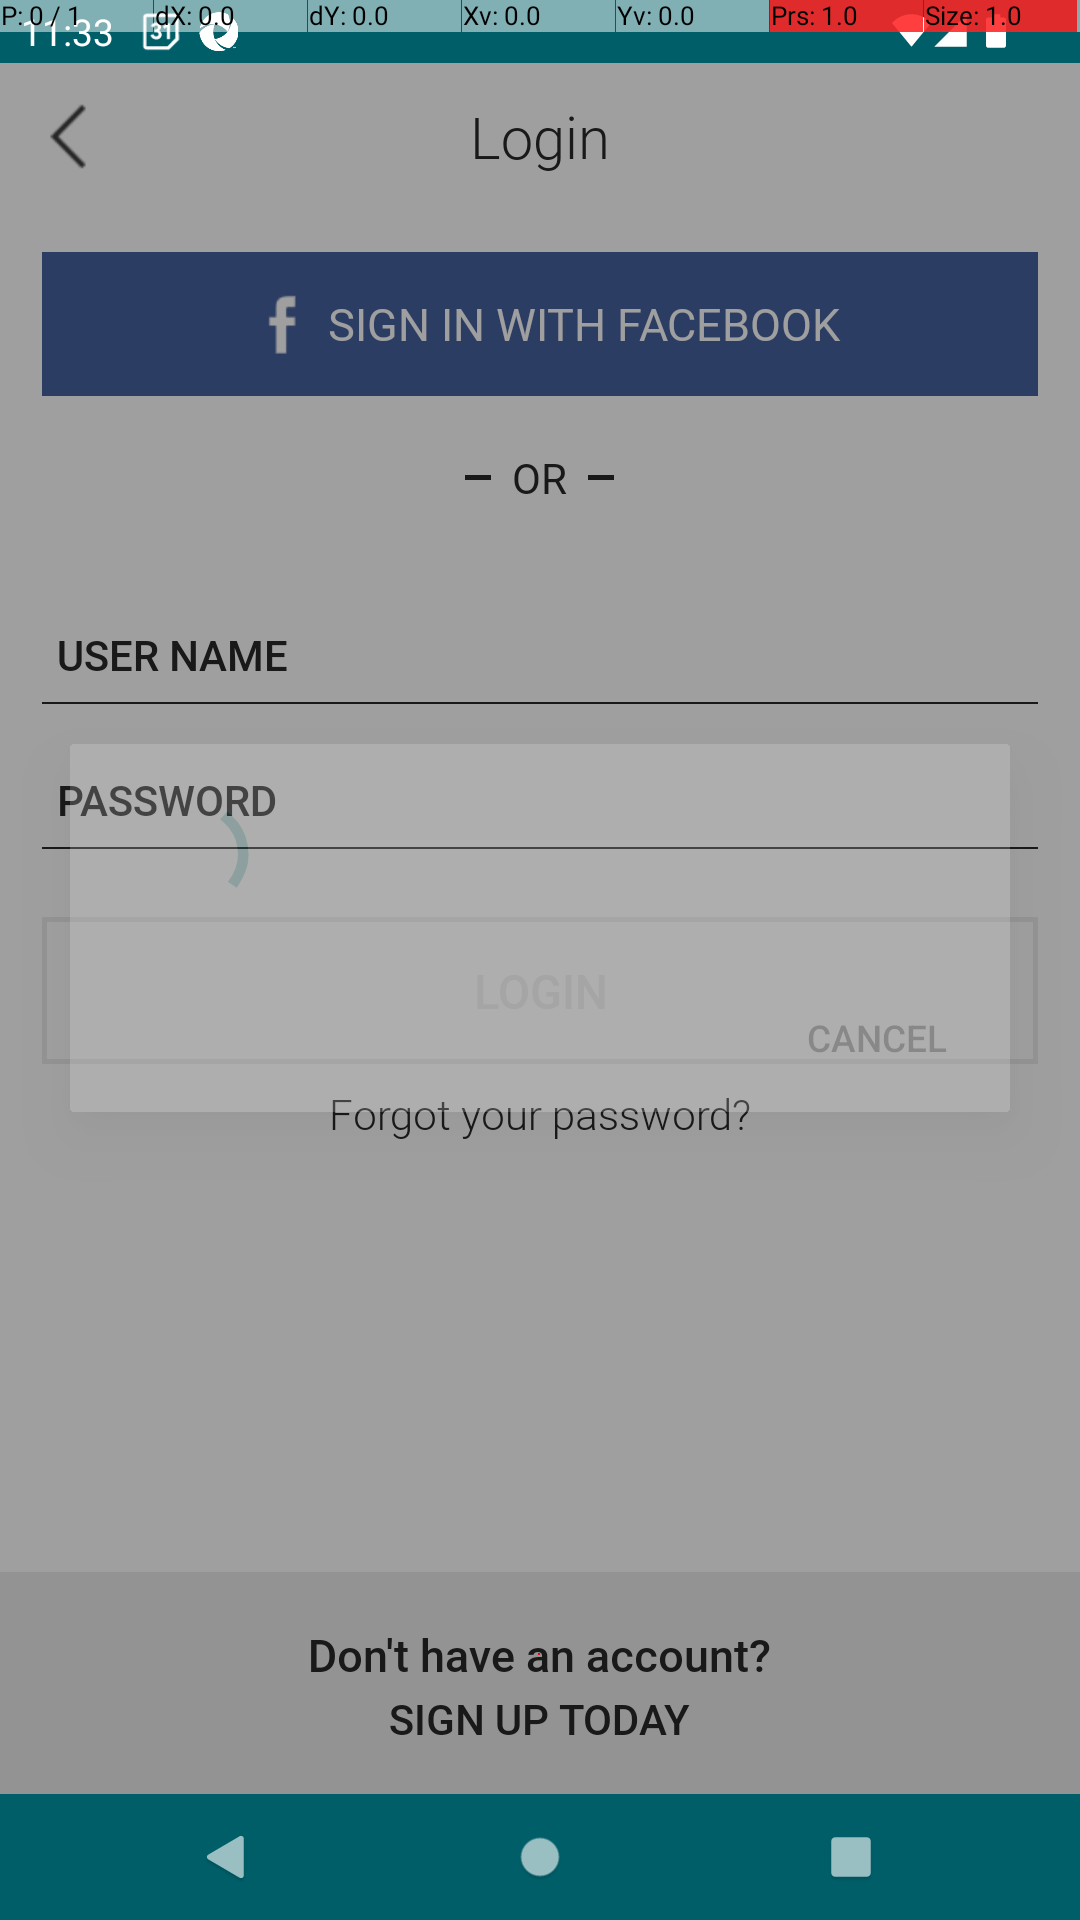 P: 0 / 1 dX: 0.0 dY: 0.0 Xv: 0.0 Yv: 0.0 Prs: 1.0 Size: 1.0
11:33 31
Login
f SIGN IN WITH FACEBOOK
– OR –
USER NAME
PASSWORD
LOGIN
CANCEL
Forgot your password?
Don't have an account?
SIGN UP TODAY